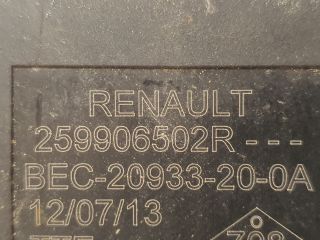 RENAULT
259906502R - - -
BEC-20933-20-0A
12/07/13